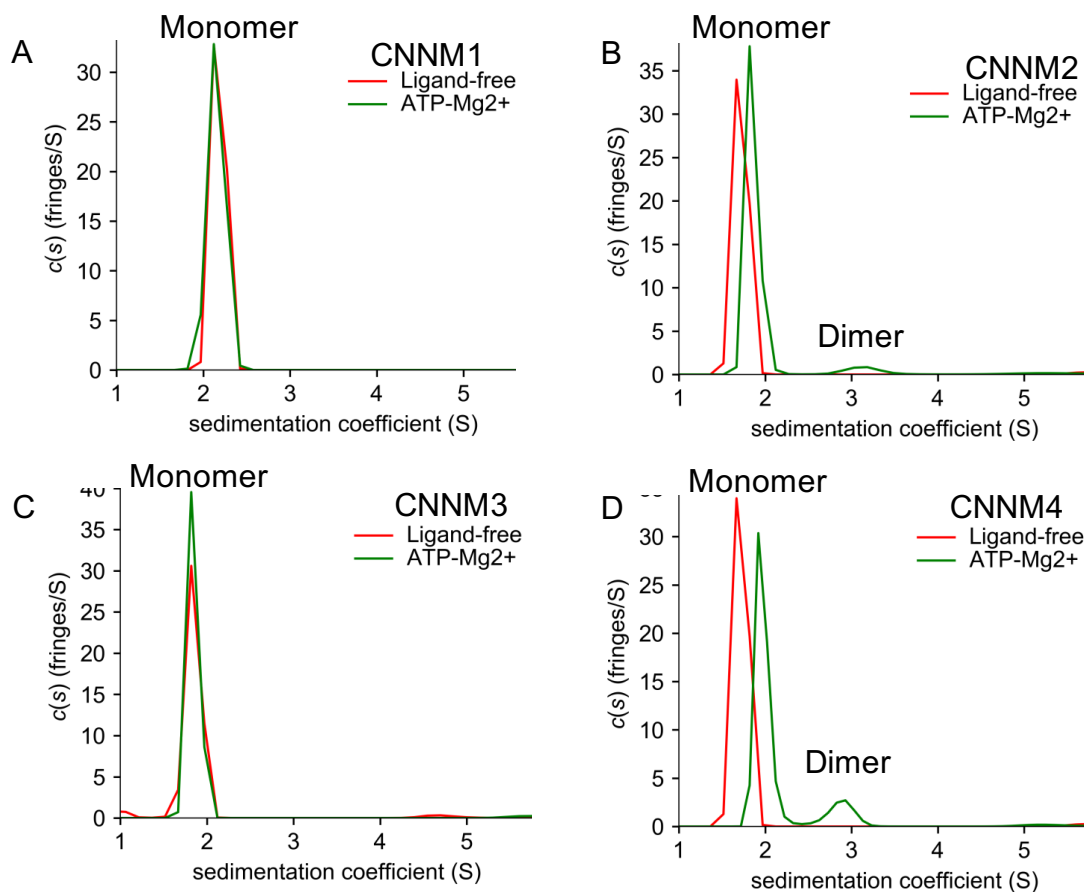 A
Monomer
CNNM1
Ligand-free
ATP-Mg2+
c(s) (fringes/S)
30
25
20
15
10
5
0
1 2 3 4 5
sedimentation coefficient (S)
B
Monomer
CNNM2
Ligand-free
ATP-Mg2+
c(s) (fringes/S)
35
30
25
20
15
10
5
0
Dimer
1 2 3 4 5
sedimentation coefficient (S)
C
Monomer
CNNM3
Ligand-free
ATP-Mg2+
c(s) (fringes/S)
40
35
30
25
20
15
10
5
0
1 2 3 4 5
sedimentation coefficient (S)
D
Monomer
CNNM4
Ligand-free
ATP-Mg2+
c(s) (fringes/S)
30
25
20
15
10
5
0
Dimer
1 2 3 4 5
sedimentation coefficient (S)